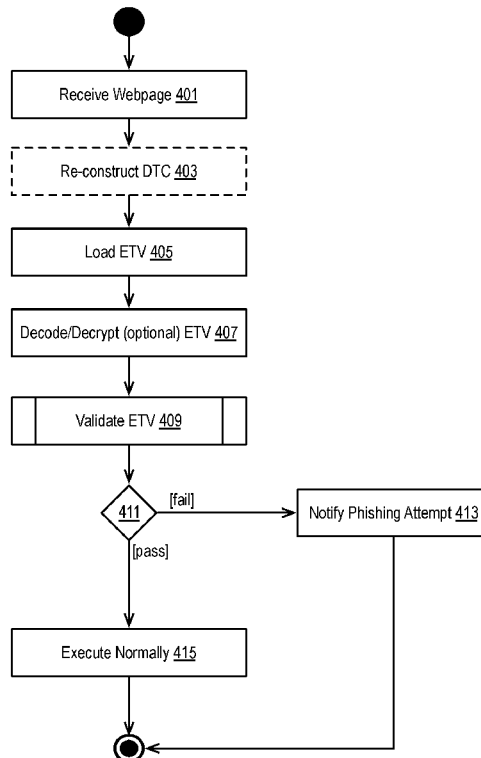 Receive Webpage 401
Re-construct DTC 403
Load ETV 405
Decode/Decrypt (optional) ETV 407
Validate ETV 409
411
[fail]
Notify Phishing Attempt 413
[pass]
Execute Normally 415